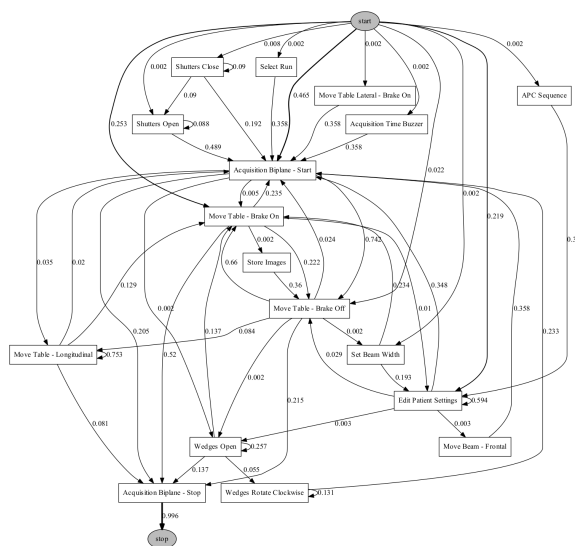 start
0.008
0.002
0.002
0.002
Shutters Close
0.09
Select Run
0.002
0.002
0.465
Move Table Lateral - Brake On
APC Sequence
0.09
0.253
Shutters Open
0.088
0.192
0.358
0.358
Acquisition Time Buzzer
0.489
0.358
Acquisition Biplane - Start
0.022
0.002
0.219
0.005
0.235
Move Table - Brake On
0.002
0.024
0.742
Store Images
0.035
0.02
0.129
0.66
0.222
0.348
0.36
0.234
0.01
0.358
0.233
0.002
0.205
0.137
Move Table - Brake Off
0.084
0.002
Move Table - Longitudinal
0.753
0.52
0.029
Set Beam Width
0.193
0.002
0.215
Edit Patient Settings
0.594
0.081
0.003
0.003
Wedges Open
0.257
Move Beam - Frontal
0.137
0.055
Acquisition Biplane - Stop
Wedges Rotate Clockwise
0.131
0.996
stop